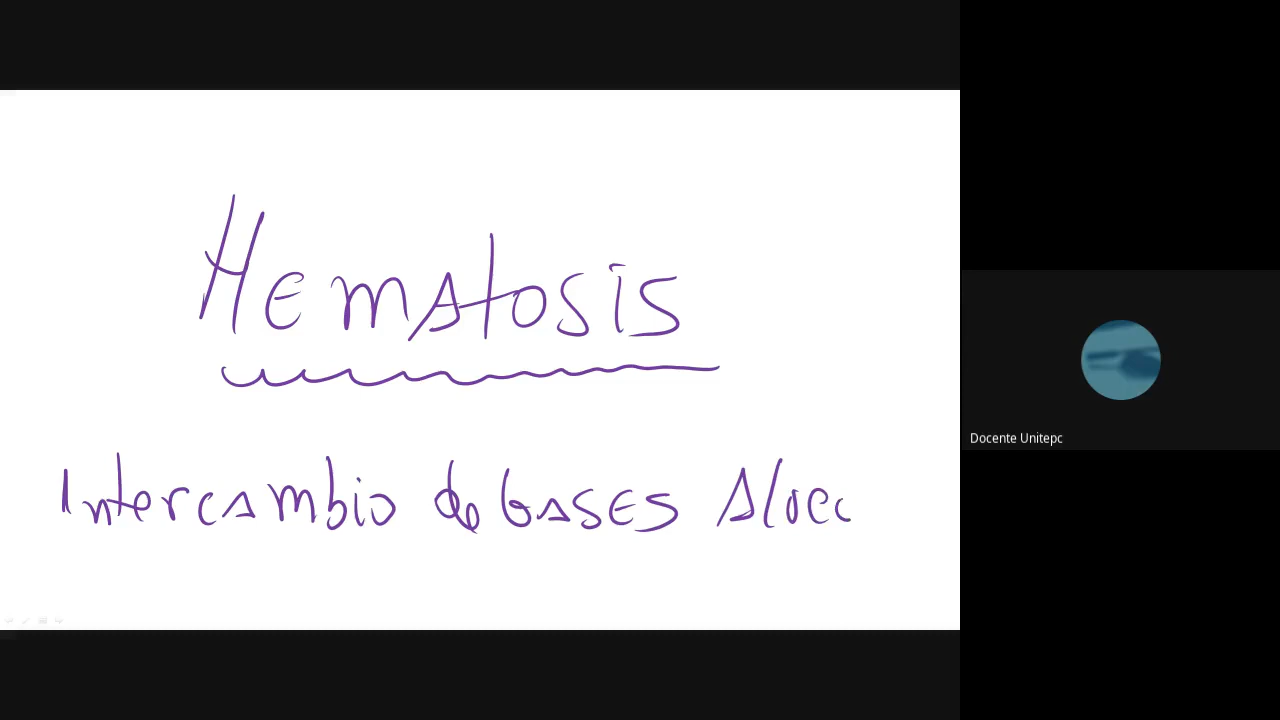 Hematosis
Intercambio de gases
Docente Unitepc